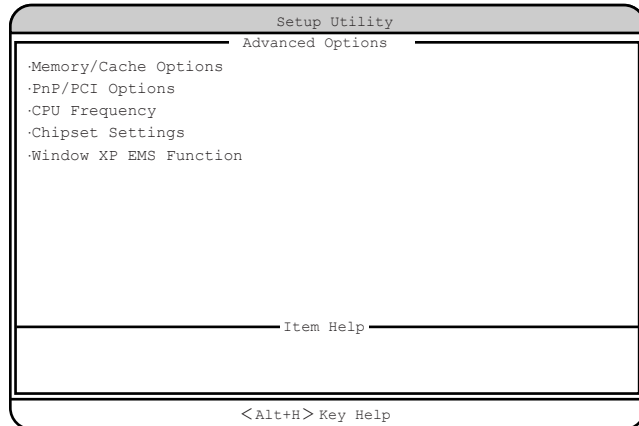 Setup Utility
Advanced Options
·Memory/Cache Options
·PnP/PCI Options
·CPU Frequency
·Chipset Settings
·Window XP EMS Function
Item Help
＜Alt+H＞Key Help